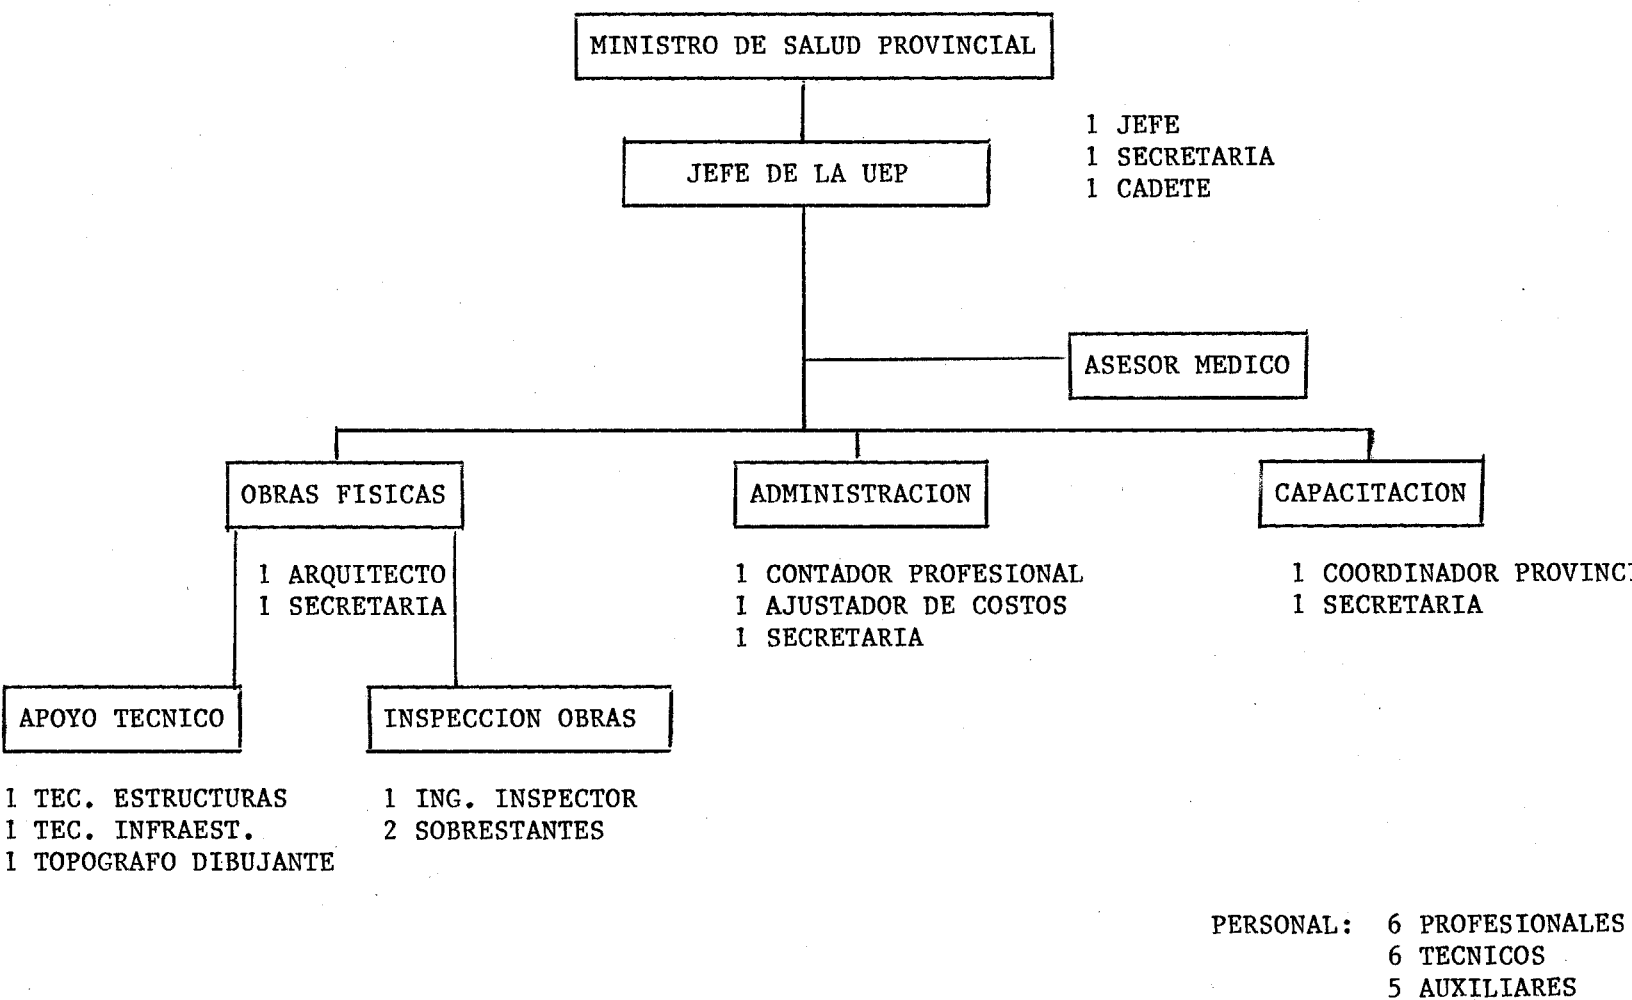 MINISTRO DE SALUD PROVINCIAL
JEFE DE LA UEP
1 JEFE
1 SECRETARIA
1 CADETE
ASESOR MEDICO
OBRAS FISICAS
1 ARQUITECTO
1 SECRETARIA
ADMINISTRACION
1 CONTADOR PROFESIONAL
1 AJUSTADOR DE COSTOS
1 SECRETARIA
CAPACITACION
1 COORDINADOR
1 SECRETARIA
APOYO TECNICO
1 TEC. ESTRUCTURAS
1 TEC. INFRAEST.
1 TOPOGRAFO DIBUJANTE
INSPECCION OBRAS
1 ING. INSPECTOR
2 SOBRESTANTES
PERSONAL: 6 PROFESIONALES
6 TECNICOS
5 AUXILIARES